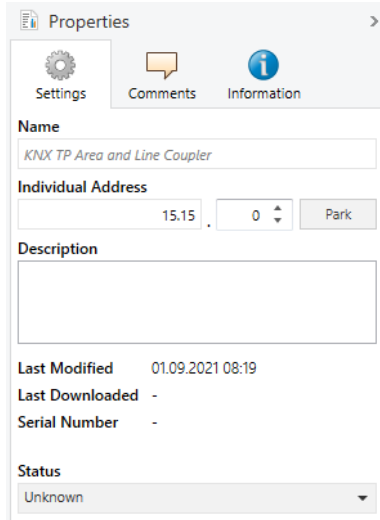 Properties
Settings Comments Information
Name
KNX TP Area and Line Coupler
Individual Address
15.15 . 0 Park
Description
Last Modified 01.09.2021 08:19
Last Downloaded -
Serial Number -
Status
Unknown